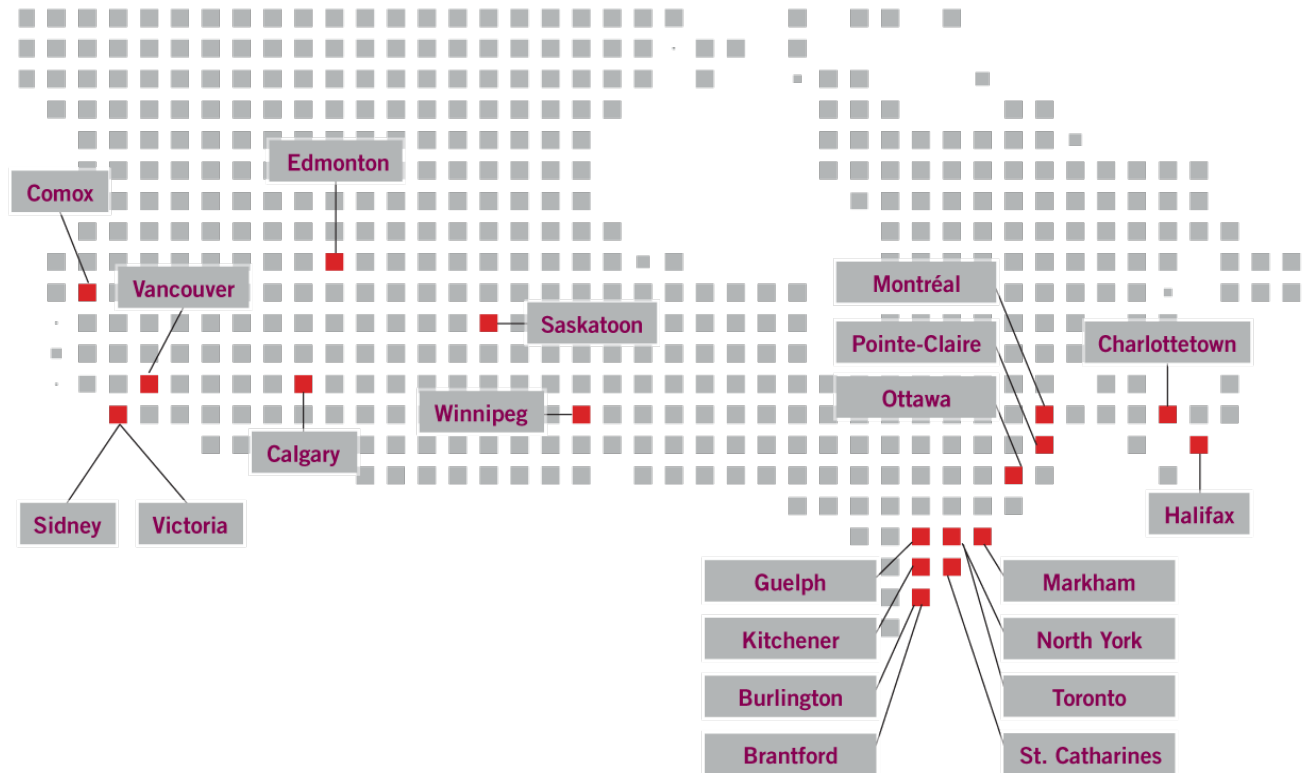 Edmonton
Comox
Vancouver
Montréal
Saskatoon
Pointe-Claire
Charlottetown
Ottawa
Winnipeg
Calgary
Sidney
Victoria
Halifax
Guelph
Markham
Kitchener
North York
Burlington
Toronto
Brantford
St. Catharines